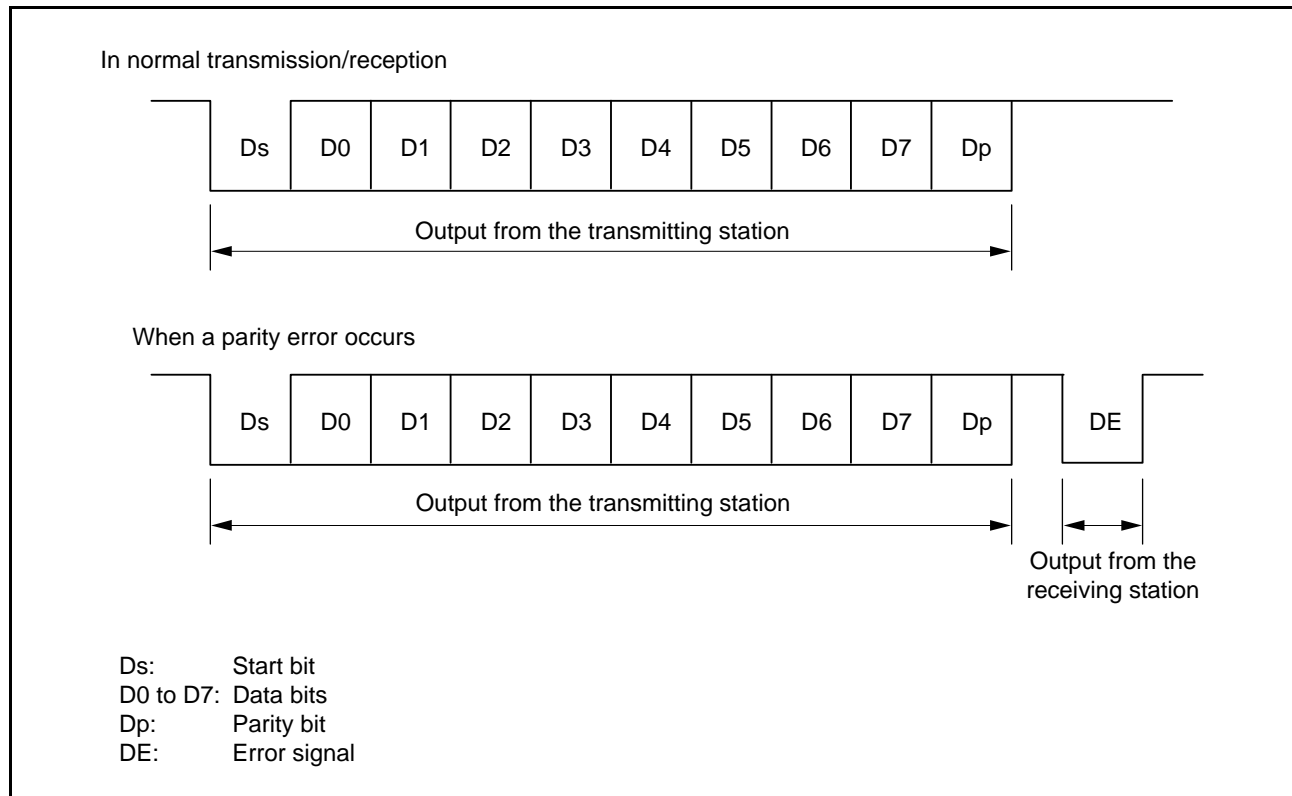 In normal transmission/reception
Ds D0 D1 D2 D3 D4 D5 D6 D7 Dp
Output from the transmitting station
When a parity error occurs
Ds D0 D1 D2 D3 D4 D5 D6 D7 Dp DE
Output from the transmitting station
Output from the
receiving station
Ds: Start bit
D0 to D7: Data bits
Dp: Parity bit
DE: Error signal